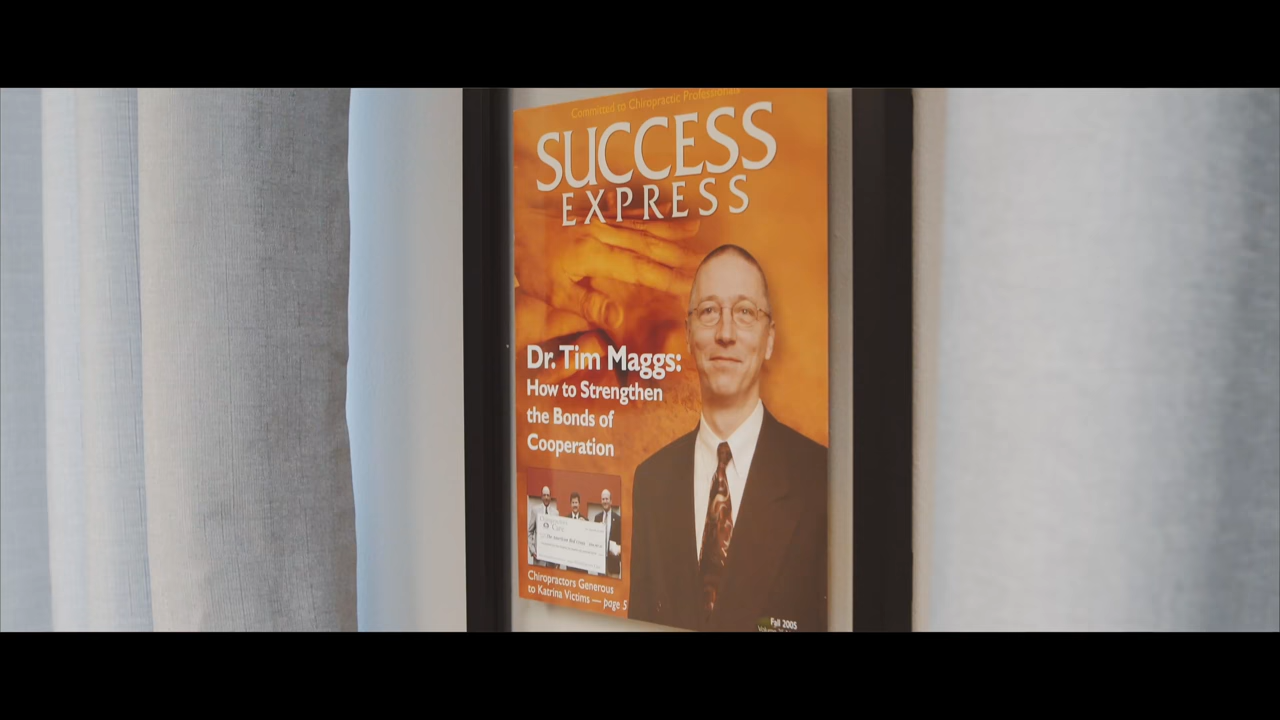 Committed to Chiropractic Professionals
SUCCESS
EXPRESS
Dr. Tim Maggs:
How to Strengthen
the Bonds of
Cooperation
Chiropractors Generous
to Katrina Victims — page 5
Fall 2005